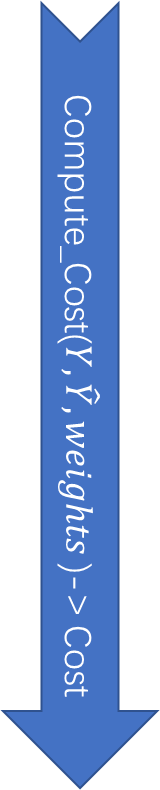 Compute_Cost(Y , Ŷ , weights )-> Cost